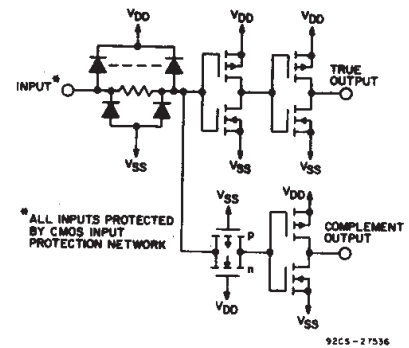 VDD
VDD
VDD
INPUT*
TRUE
OUTPUT
VSS
VSS
VSS
VSS
VDD
*ALL INPUTS PROTECTED
BY CMOS INPUT
PROTECTION NETWORK
p
n
COMPLEMENT
OUTPUT
VDD
VSS
92CS-27536